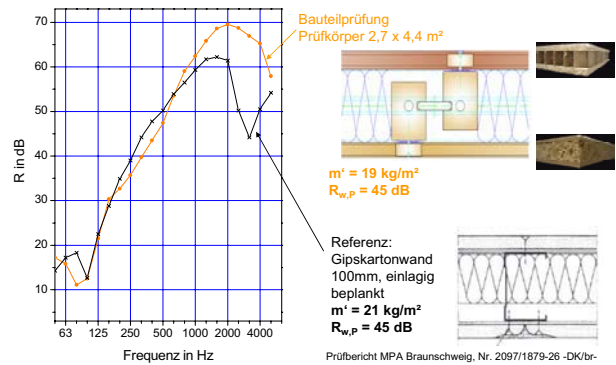 70
60
50
40
30
20
10
R in dB
63 125 250 500 1000 2000 4000
Frequenz in Hz
Bauteilprüfung
Prüfkörper 2,7 x 4,4 m²
m‘ = 19 kg/m²
Rw,P = 45 dB
Referenz:
Gipskartonwand
100mm, einlagig
beplankt
m‘ = 21 kg/m²
Rw,P = 45 dB
Prüfbericht MPA Braunschweig, Nr. 2097/1879-26 -DK/br-